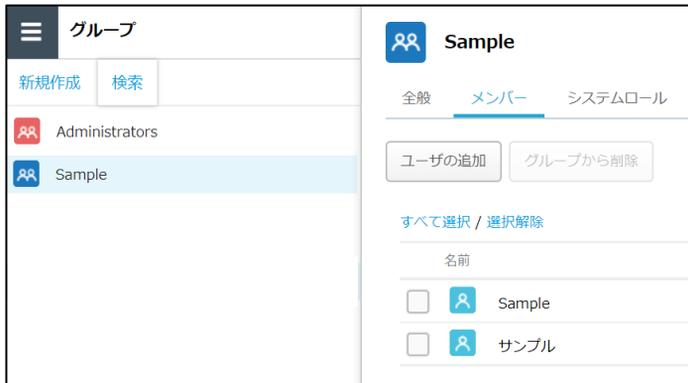 グループ
新規作成 検索
Administrators
Sample
Sample
全般 メンバー システムロール
ユーザの追加 グループから削除
すべて選択 / 選択解除
名前
Sample
サンプル